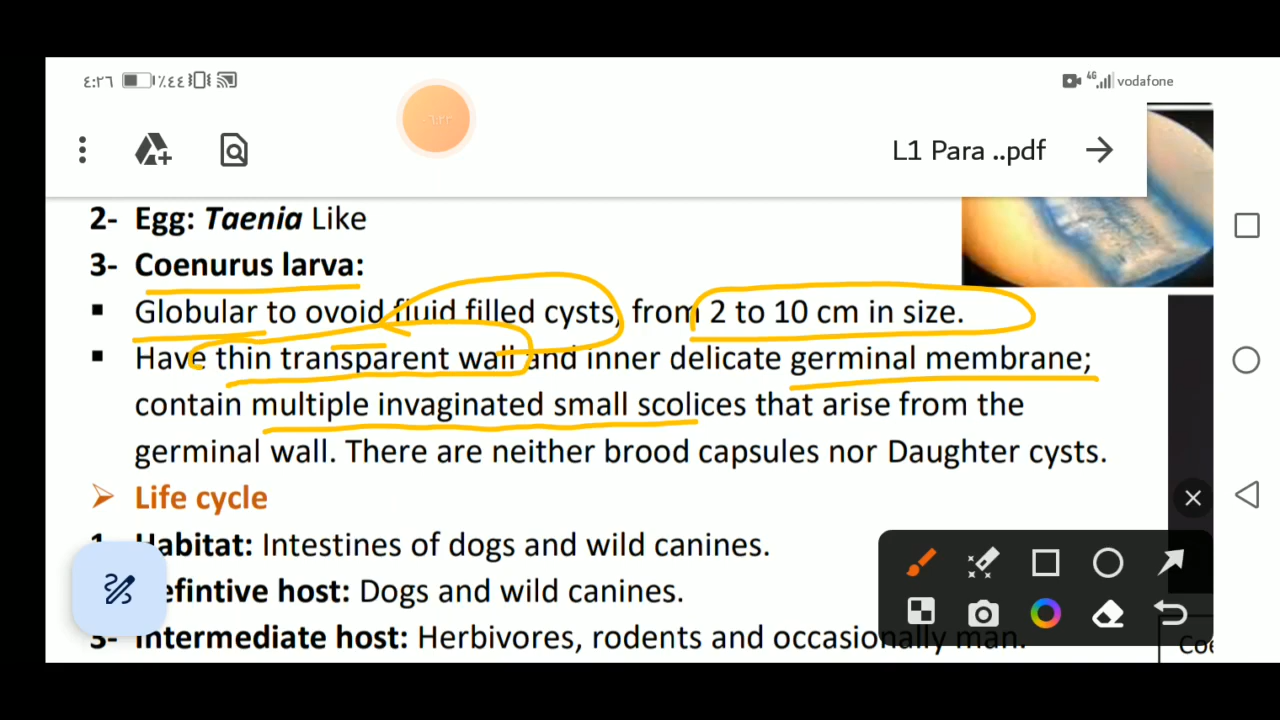 ٤:٢٦ ٪٤٤ 4G vodafone
L1 Para ..pdf
2- Egg: Taenia Like
3- Coenurus larva:
▪ Globular to ovoid fluid filled cysts, from 2 to 10 cm in size.
▪ Have thin transparent wall and inner delicate germinal membrane;
contain multiple invaginated small scolices that arise from the
germinal wall. There are neither brood capsules nor Daughter cysts.
➢ Life cycle
1- Habitat: Intestines of dogs and wild canines.
efintive host: Dogs and wild canines.
3- Intermediate host: Herbivores, rodents and occasionally man.